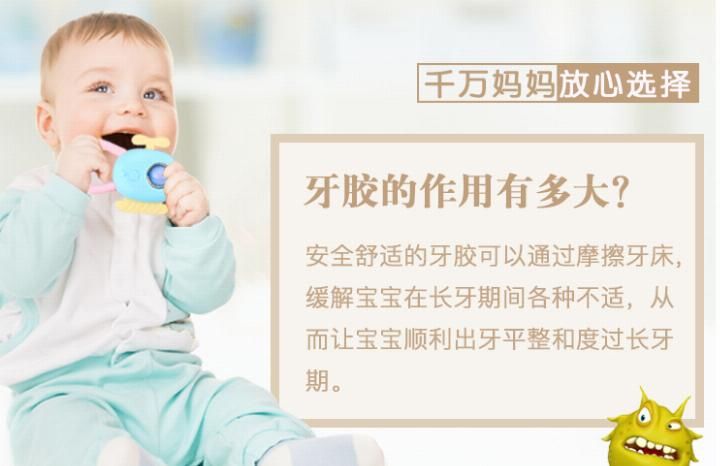 千万妈妈放心选择
牙胶的作用有多大?
安全舒适的牙胶可以通过摩擦牙床,
缓解宝宝在长牙期间各种不适，从
而让宝宝顺利出牙平整和度过长牙
期。